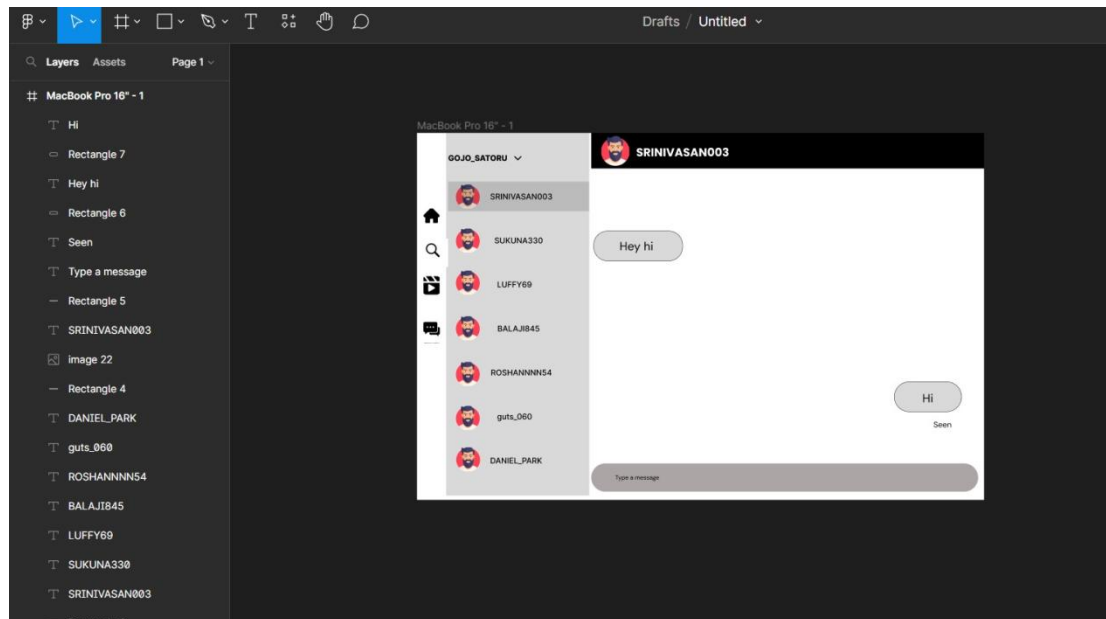 Drafts / Untitled
Layers Assets Page 1
MacBook Pro 16" - 1
Hi
Rectangle 7
Hey hi
Rectangle 6
Seen
Type a message
Rectangle 5
SRINIVASAN003
image 22
Rectangle 4
DANIEL_PARK
guts_060
ROSHANNNN54
BALAJI845
LUFFY69
SUKUNA330
SRINIVASAN003
MacBook Pro 16" - 1
GOJO_SATORU
SRINIVASAN003
SUKUNA330
LUFFY69
BALAJI845
ROSHANNNN54
guts_060
DANIEL_PARK
SRINIVASAN003
Hey hi
Hi
Seen
Type a message